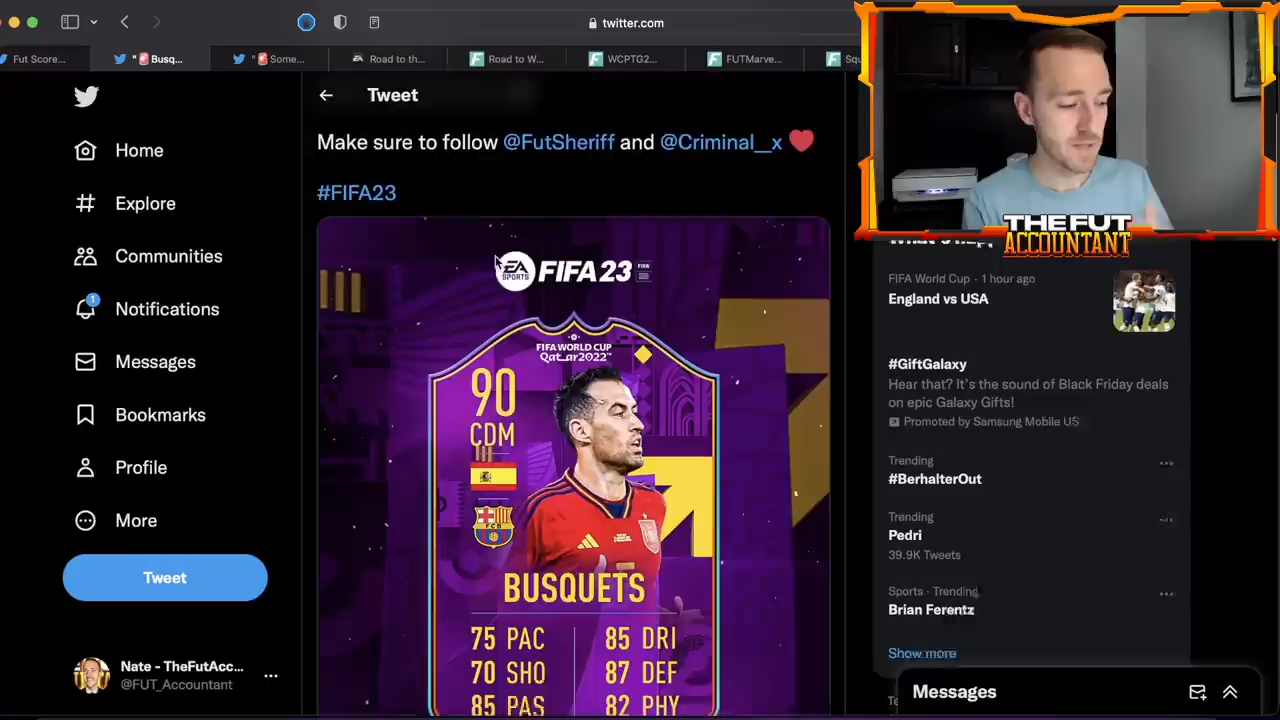 twitter.com
Fut Score...
" Busq...
" Some...
Road to th...
Road to W...
WCPTG2...
FUTMarve...
Squ
Tweet
Make sure to follow @FutSheriff and @Criminal__x
#FIFA23
Home
Explore
Communities
1
Notifications
Messages
Bookmarks
Profile
More
Tweet
Nate - TheFutAcc...
@FUT_Accountant
EA
SPORTS
FIFA 23
FIFA WORLD CUP
Qatar2022
90
CDM
FCB
BUSQUETS
75 PAC
85 DRI
70 SHO
87 DEF
85 PAS
82 PHY
THE FUT
ACCOUNTANT
FIFA World Cup · 1 hour ago
England vs USA
#GiftGalaxy
Hear that? It's the sound of Black Friday deals
on epic Galaxy Gifts!
Promoted by Samsung Mobile US
Trending
#BerhalterOut
Trending
Pedri
39.9K Tweets
Sports · Trending
Brian Ferentz
Show more
Messages